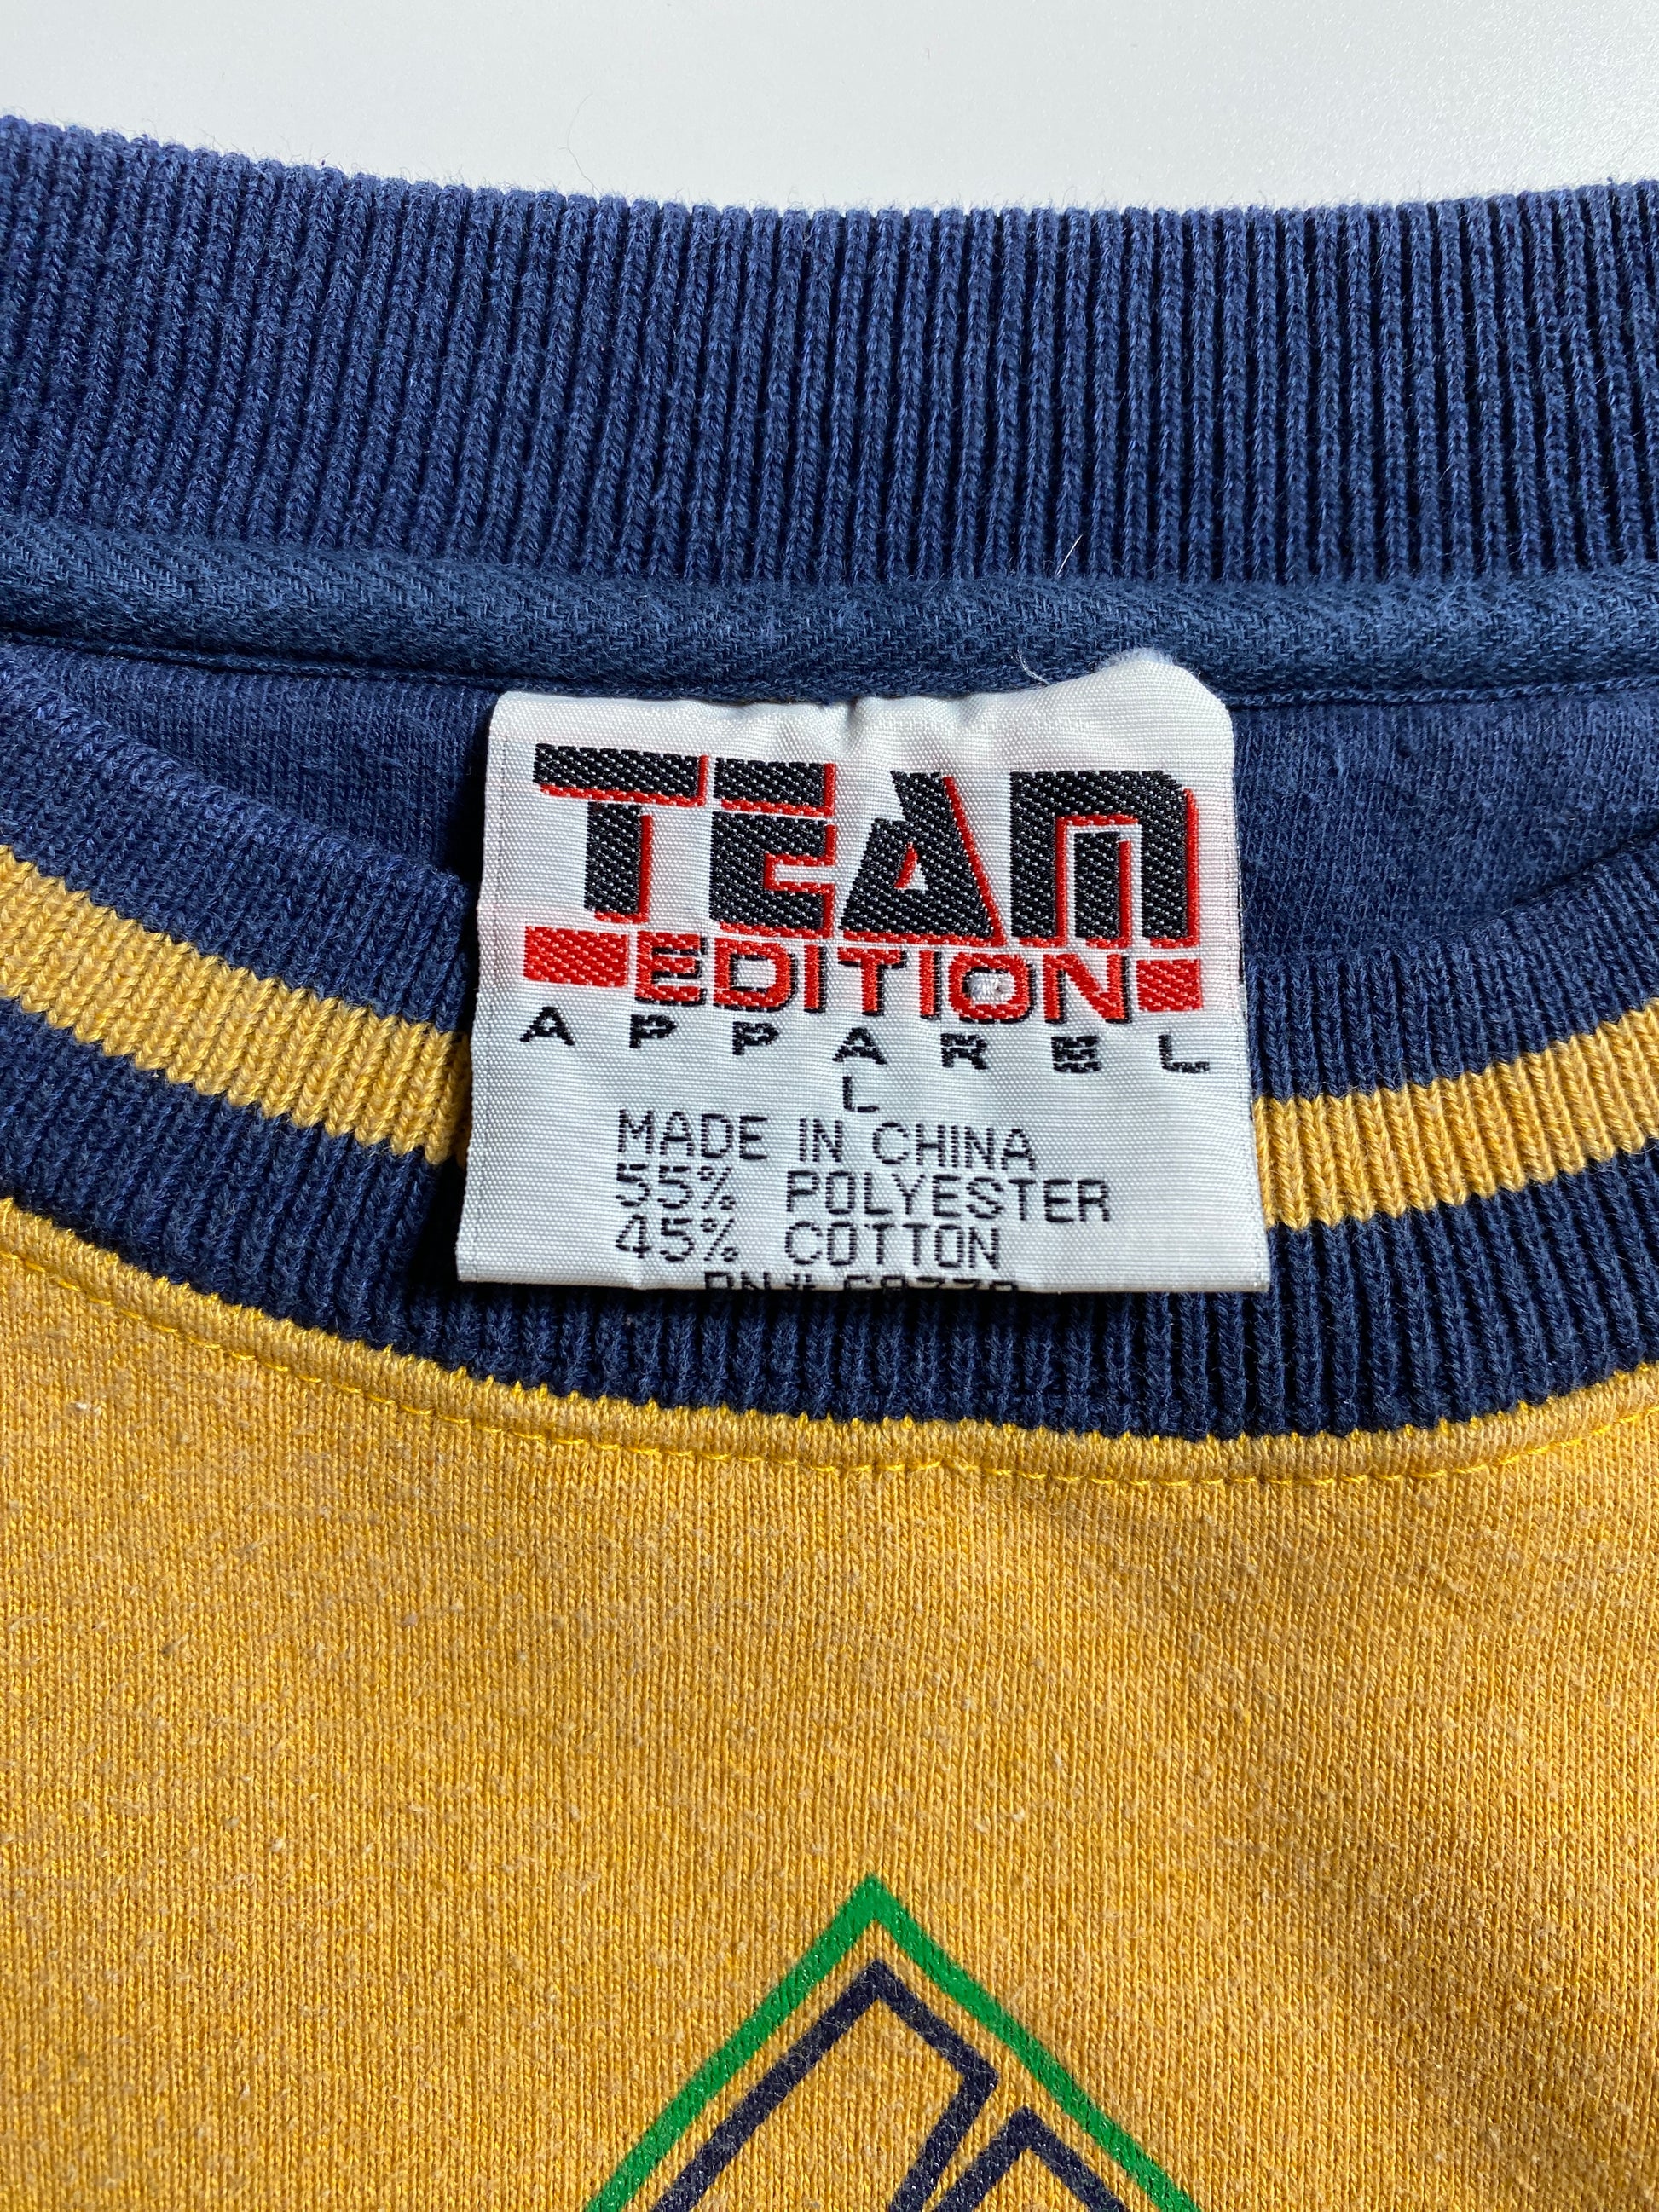 TEAM
EDITION
APPAREL
L
MADE IN CHINA
55% POLYESTER
45% COTTON